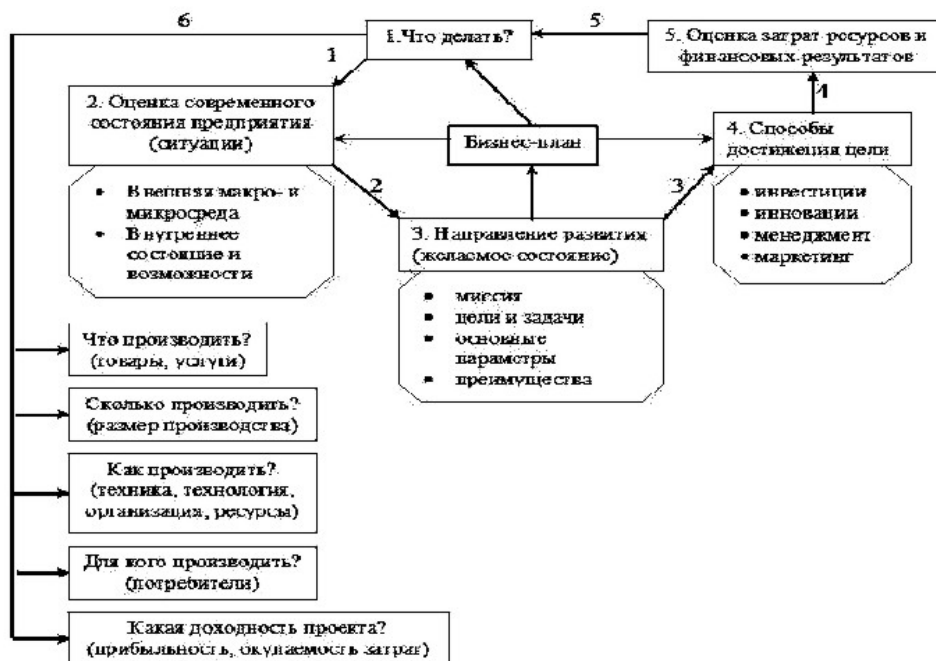 6
1.Что делать?
5
5. Оценка затрат ресурсов и
финансовых результатов
1
2. Оценка современного
состояния предприятия
(ситуации)
Бизнес-план
4
4. Способы
достижения цели
2
3
• Внешняя макро- и
микросреда
• Внутреннее
состояние и
возможности
3. Направление развития
(желаемое состояние)
• инвестиции
• инновации
• менеджмент
• маркетинг
• миссия
• цели и задачи
• основные
параметры
• преимущества
Что производить?
(товары, услуги)
Сколько производить?
(размер производства)
Как производить?
(техника, технология,
организация, ресурсы)
Для кого производить?
(потребители)
Какая доходность проекта?
(прибыльность, окупаемость затрат)